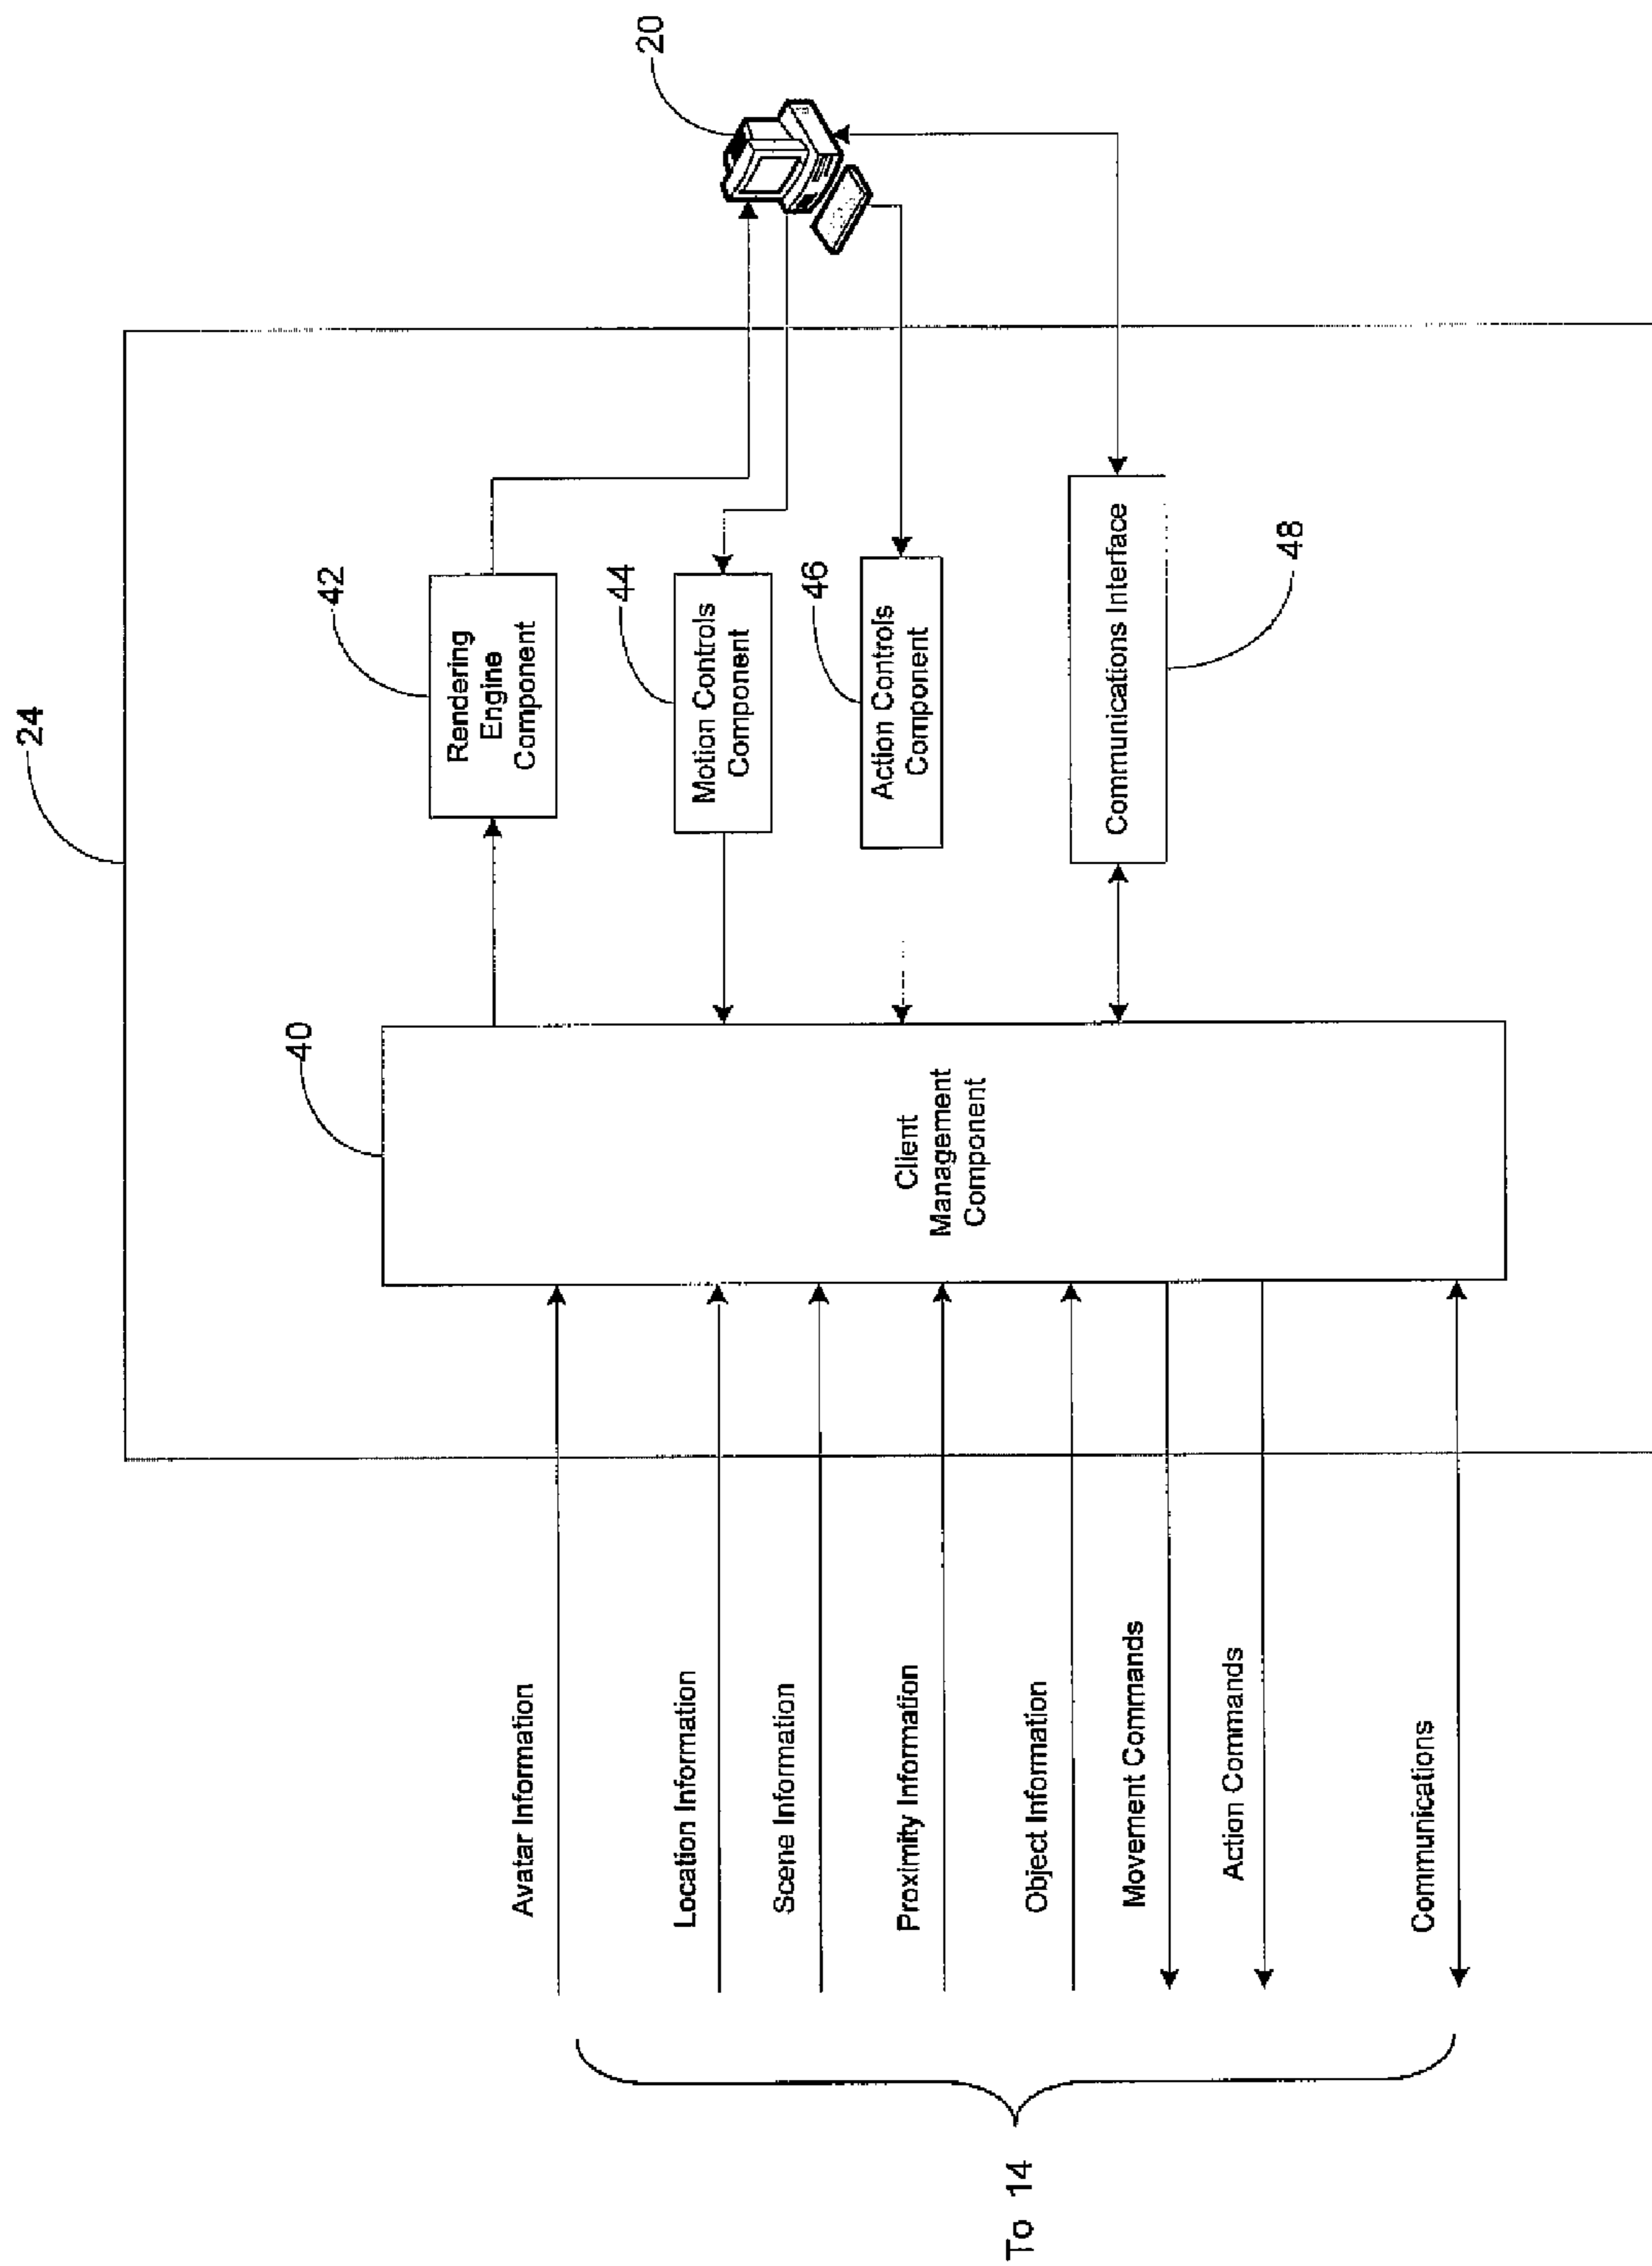 24
20
40
42
Rendering
Engine
Component
44
Motion Controls
Component
46
Action Controls
Component
Communications Interface
48
Client
Management
Component
Avatar Information
Location Information
Scene Information
Proximity Information
Object Information
Movement Commands
Action Commands
Communications
To 14